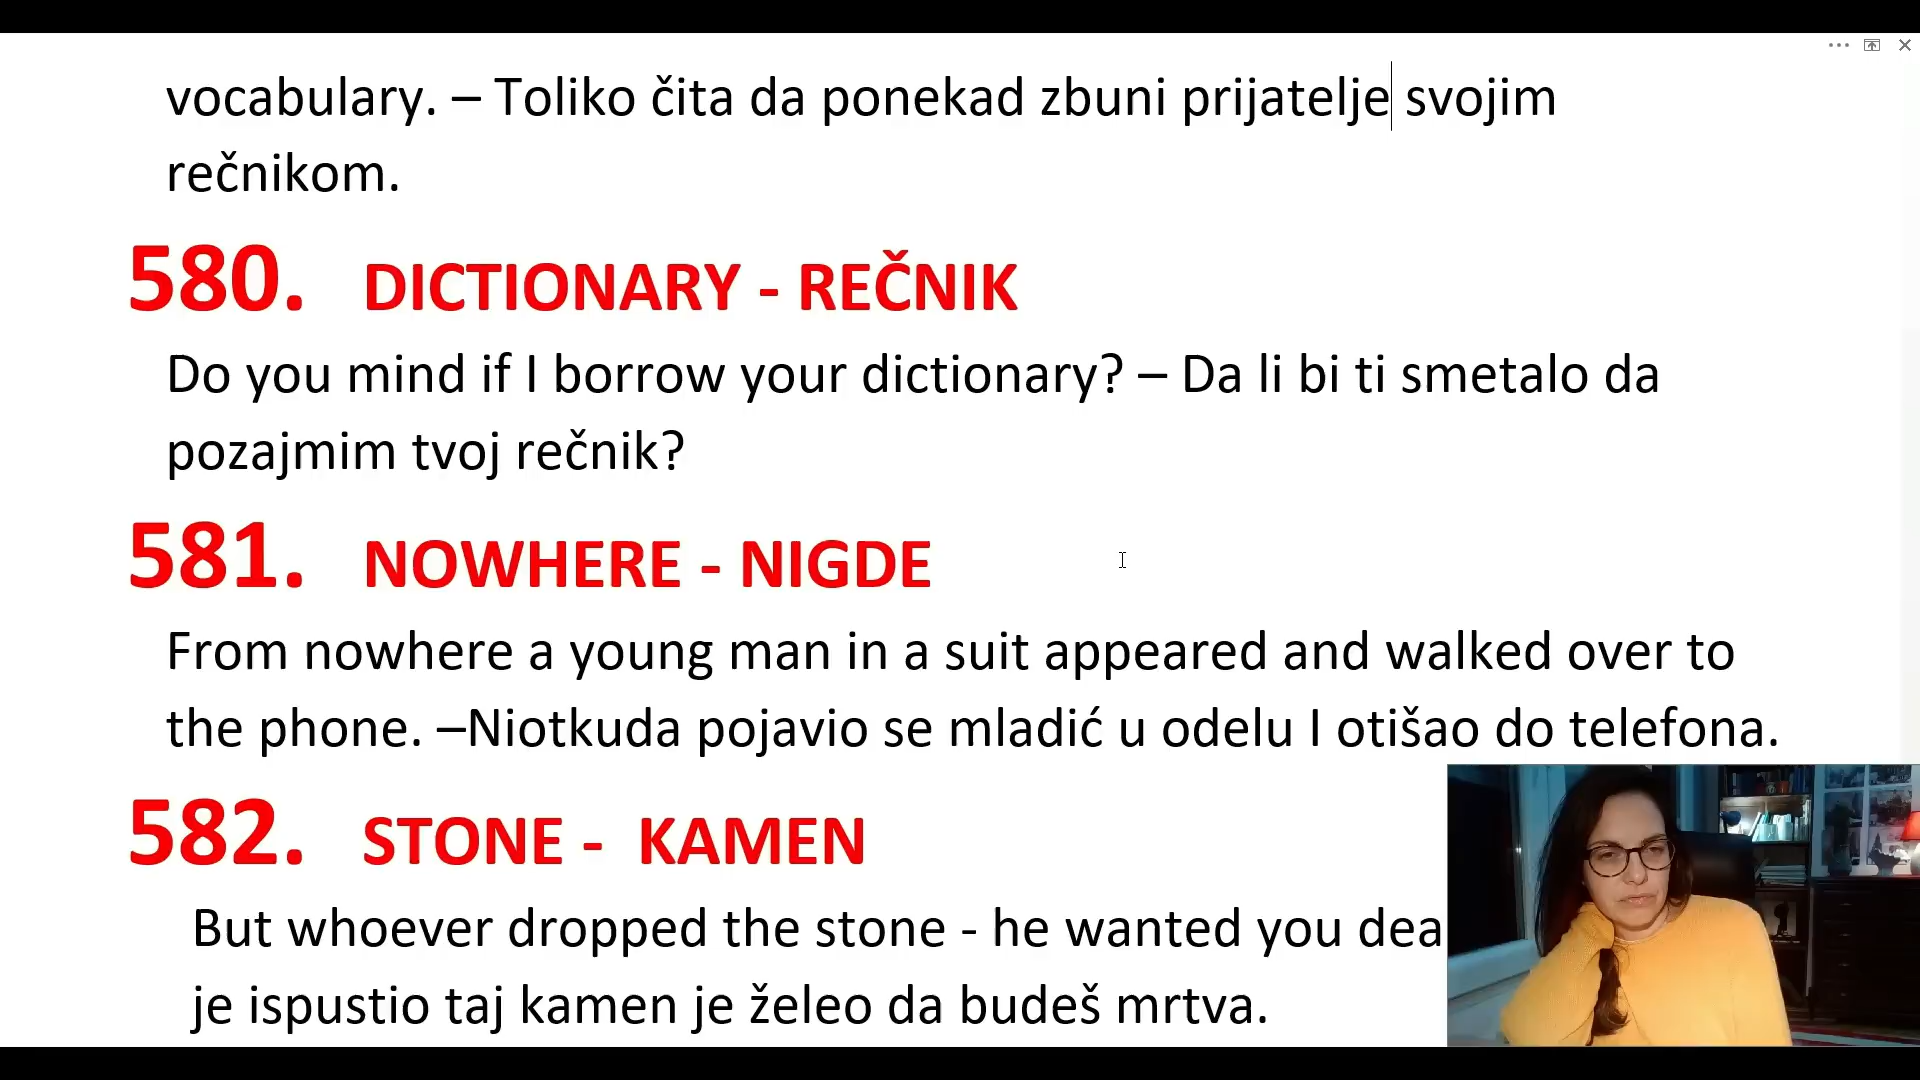 vocabulary. – Toliko čita da ponekad zbuni prijatelje svojim
rečnikom.
580. DICTIONARY - REČNIK
Do you mind if I borrow your dictionary? – Da li bi ti smetalo da
pozajmim tvoj rečnik?
581. NOWHERE - NIGDE
From nowhere a young man in a suit appeared and walked over to
the phone. –Niotkuda pojavio se mladić u odelu I otišao do telefona.
582. STONE - KAMEN
But whoever dropped the stone - he wanted you dea
je ispustio taj kamen je želeo da budeš mrtva.